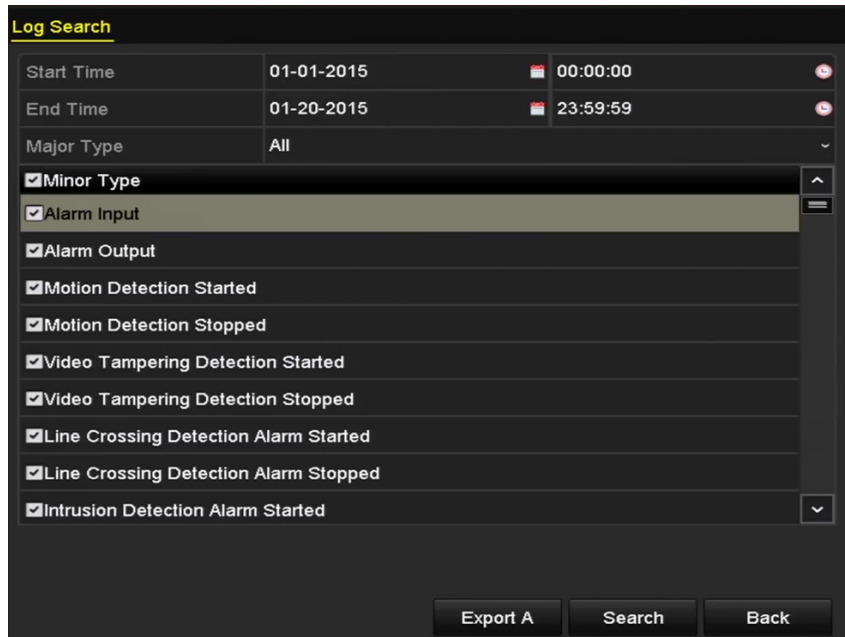 Log Search
Start Time 01-01-2015 00:00:00
End Time 01-20-2015 23:59:59
Major Type All
Minor Type
Alarm Input
Alarm Output
Motion Detection Started
Motion Detection Stopped
Video Tampering Detection Started
Video Tampering Detection Stopped
Line Crossing Detection Alarm Started
Line Crossing Detection Alarm Stopped
Intrusion Detection Alarm Started
Export A Search Back